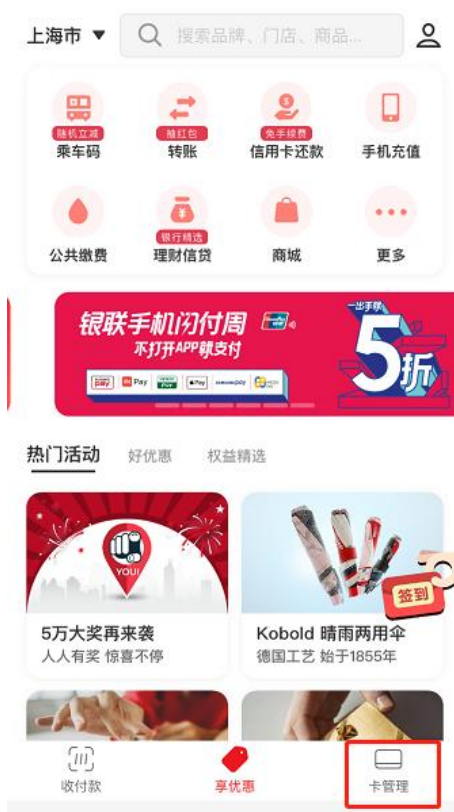 上海市 ▼
搜索品牌、门店、商品...
随机立减
抽红包
免手续费
乘车码
转账
信用卡还款
手机充值
银行精选
公共缴费
理财信贷
商城
更多
银联手机闪付周
不打开APP就支付
一出手就
5折
Pay
Pay
Pay
热门活动
好优惠
权益精选
YOU!
签到
5万大奖再来袭
人人有奖 惊喜不停
Kobold 晴雨两用伞
德国工艺 始于1855年
收付款
享优惠
卡管理